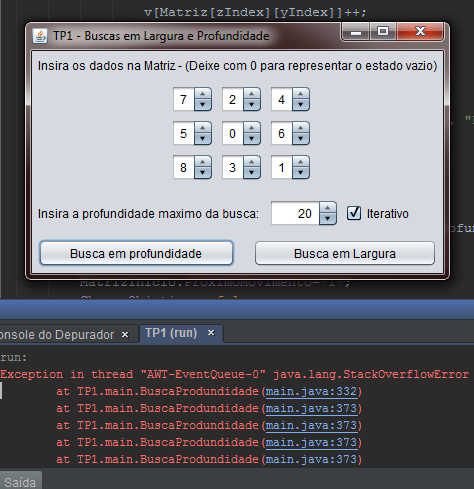 v[Matriz[zIndex][yIndex]]++;
TP1 - Buscas em Largura e Profundidade
Insira os dados na Matriz - (Deixe com 0 para representar o estado vazio)
7 2 4
5 0 6
8 3 1
Insira a profundidade maximo da busca: 20 Iterativo
Busca em profundidade Busca em Largura
onsole do Depurador x TP1 (run) x
run:
Exception in thread "AWT-EventQueue-0" java.lang.StackOverflowError
at TP1.main.BuscaProdundidade(main.java:332)
at TP1.main.BuscaProdundidade(main.java:373)
at TP1.main.BuscaProdundidade(main.java:373)
at TP1.main.BuscaProdundidade(main.java:373)
at TP1.main.BuscaProdundidade(main.java:373)
Saída